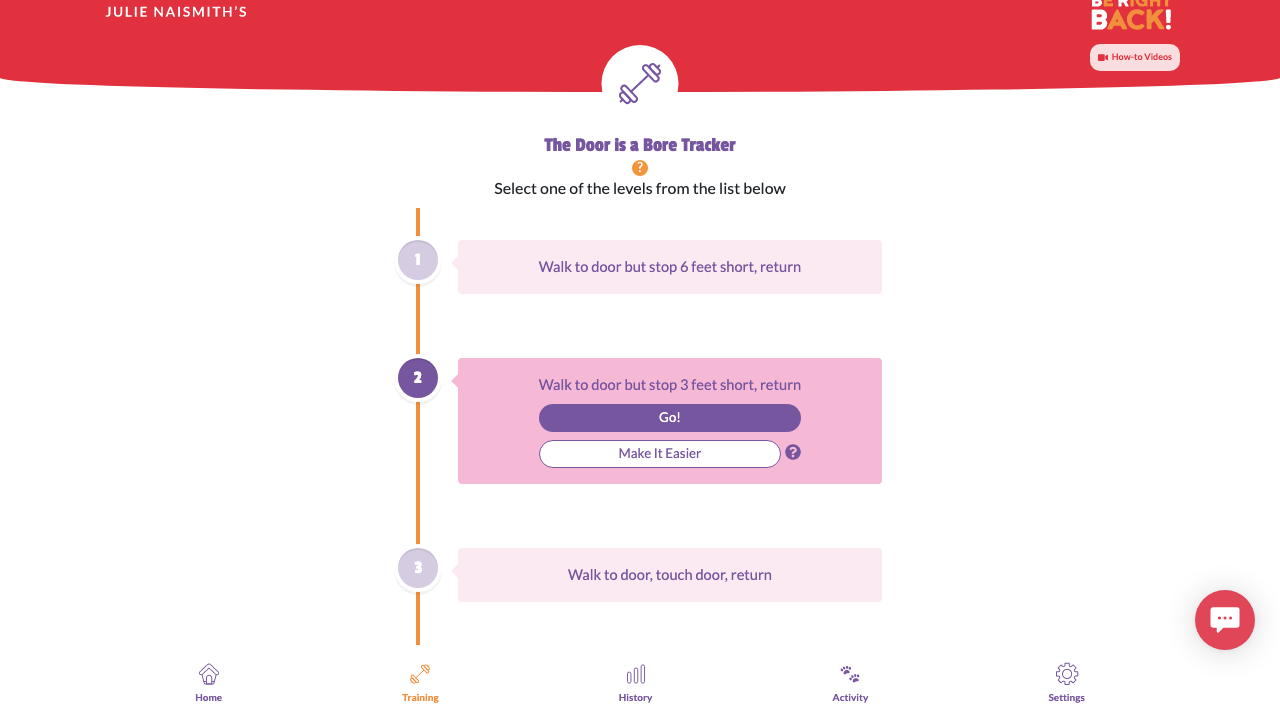 JULIE NAISMITH'S
BE RIGHT
BACK!
How-to Videos
The Door is a Bore Tracker
?
Select one of the levels from the list below
1
Walk to door but stop 6 feet short, return
2
Walk to door but stop 3 feet short, return
Go!
Make It Easier
?
3
Walk to door, touch door, return
Home
Training
History
Activity
Settings